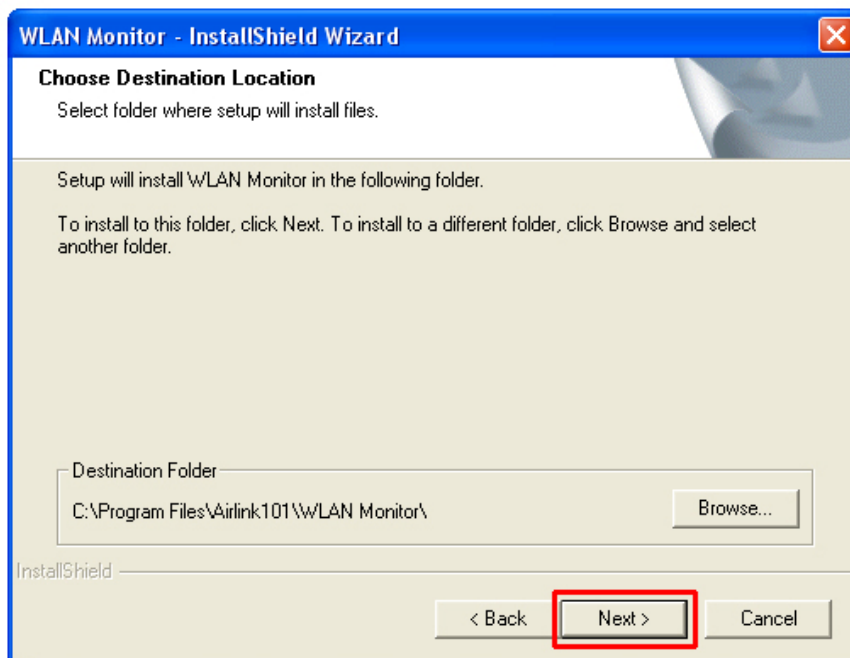 WLAN Monitor - InstallShield Wizard
Choose Destination Location
Select folder where setup will install files.
Setup will install WLAN Monitor in the following folder.
To install to this folder, click Next. To install to a different folder, click Browse and select
another folder.
Destination Folder
C:\Program Files\Airlink101\WLAN Monitor\
Browse...
InstallShield
< Back
Next >
Cancel